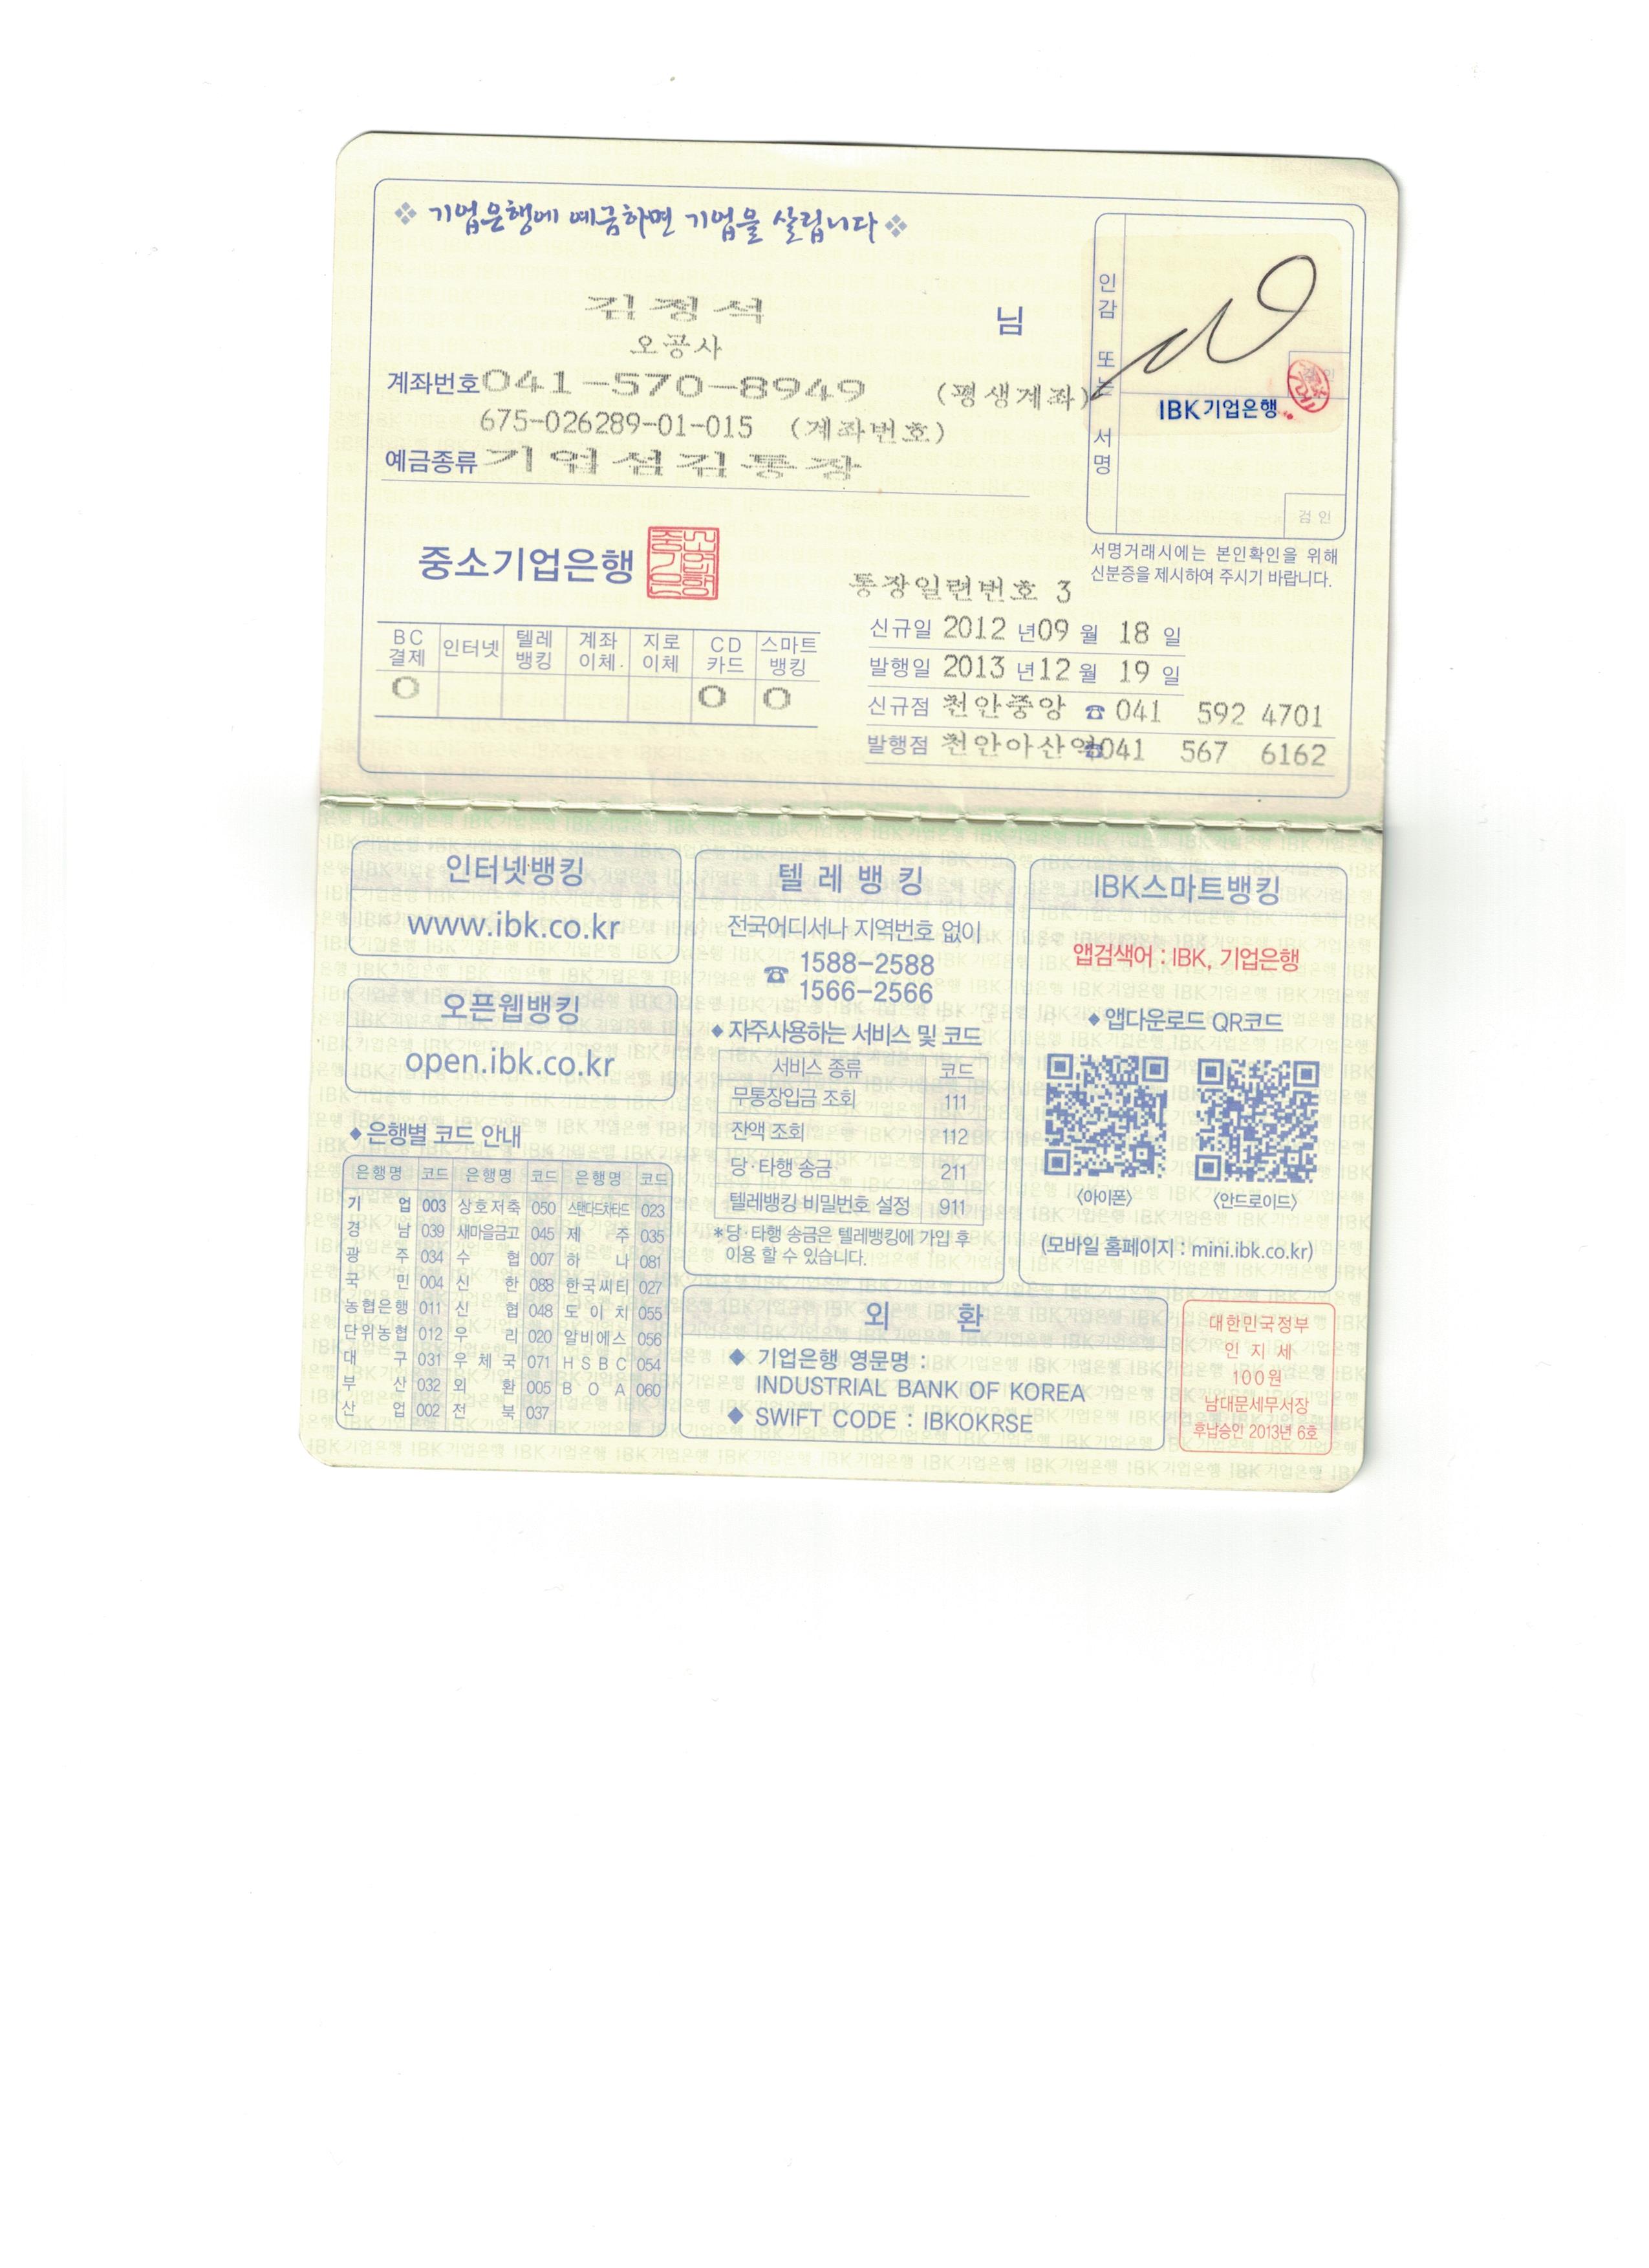 ❖ 기업은행에 예금하면 기업을 살립니다 ❖
김정석 님
오공사
계좌번호 041-570-8949 (평생계좌)
675-026289-01-015 (계좌번호)
예금종류 기업섬김통장
인감 또는 서명
IBK기업은행
검인
서명거래시에는 본인확인을 위해
신분증을 제시하여 주시기 바랍니다.
중소기업은행
통장일련번호 3
신규일 2012 년 09 월 18 일
발행일 2013 년 12 월 19 일
신규점 천안중앙 ☎ 041 592 4701
발행점 천안아산역 ☎ 041 567 6162
BC결제 인터넷 텔레뱅킹 계좌이체 지로이체 CD카드 스마트뱅킹
O O O
인터넷뱅킹
www.ibk.co.kr
오픈웹뱅킹
open.ibk.co.kr
◆ 은행별 코드 안내
은행명 코드 은행명 코드 은행명 코드
기업 003 상호저축 050 스탠다드차타드 023
경남 039 새마을금고 045 제주 035
광주 034 수협 007 하나 081
국민 004 신한 088 한국씨티 027
농협은행 011 신협 048 도이치 055
단위농협 012 우리 020 알비에스 056
대구 031 우체국 071 HSBC 054
부산 032 외환 005 BOA 060
산업 002 전북 037
텔레뱅킹
전국어디서나 지역번호 없이
☎ 1588-2588
1566-2566
◆ 자주사용하는 서비스 및 코드
서비스 종류 코드
무통장입금 조회 111
잔액 조회 112
당·타행 송금 211
텔레뱅킹 비밀번호 설정 911
*당·타행 송금은 텔레뱅킹에 가입 후
이용 할 수 있습니다.
IBK스마트뱅킹
앱검색어 : IBK, 기업은행
◆ 앱다운로드 QR코드
〈아이폰〉 〈안드로이드〉
(모바일 홈페이지 : mini.ibk.co.kr)
외환
◆ 기업은행 영문명 :
INDUSTRIAL BANK OF KOREA
◆ SWIFT CODE : IBKOKRSE
대한민국정부
인지세
100원
남대문세무서장
후납승인 2013년 6호